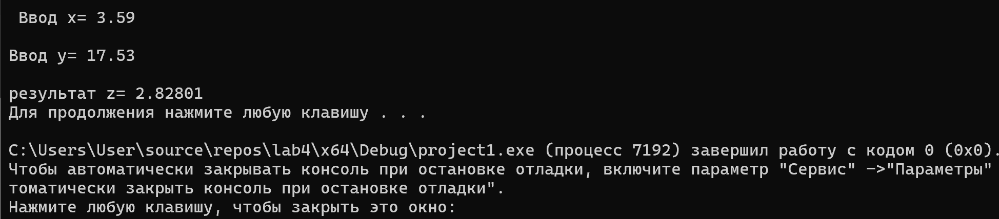 Ввод x= 3.59
Ввод y= 17.53
результат z= 2.82801
Для продолжения нажмите любую клавишу . . .
C:\Users\User\source\repos\lab4\x64\Debug\project1.exe (процесс 7192) завершил работу с кодом 0 (0x0).
Чтобы автоматически закрывать консоль при остановке отладки, включите параметр "Сервис" ->"Параметры"
томатически закрыть консоль при остановке отладки".
Нажмите любую клавишу, чтобы закрыть это окно: